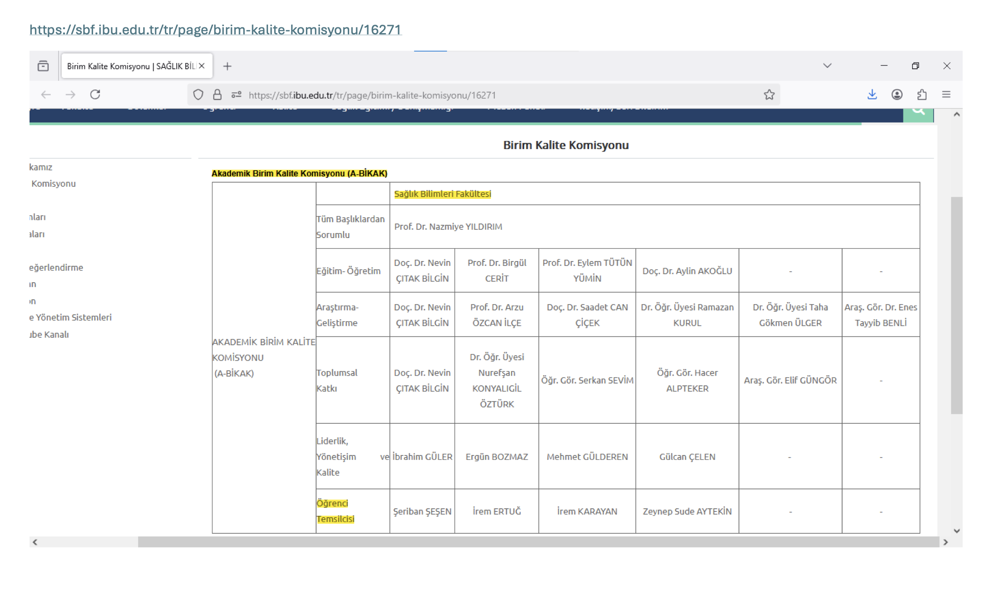 https://sbf.ibu.edu.tr/tr/page/birim-kalite-komisyonu/16271
Birim Kalite Komisyonu | SAĞLIK BİLİ
https://sbf.ibu.edu.tr/tr/page/birim-kalite-komisyonu/16271
Birim Kalite Komisyonu
kamız
Komisyonu
nları
aları
eğerlendirme
an
on
e Yönetim Sistemleri
ube Kanalı
Akademik Birim Kalite Komisyonu (A-BİKAK)
AKADEMİK BİRİM KALİTE
KOMİSYONU
(A-BİKAK)
Sağlık Bilimleri Fakültesi
Tüm Başlıklardan
Sorumlu
Prof. Dr. Nazmiye YILDIRIM
Eğitim- Öğretim
Doç. Dr. Nevin
ÇITAK BİLGİN
Prof. Dr. Birgül
CERİT
Prof. Dr. Eylem TÜTÜN
YÜMİN
Doç. Dr. Aylin AKOĞLU
-
-
Araştırma-
Geliştirme
Doç. Dr. Nevin
ÇITAK BİLGİN
Prof. Dr. Arzu
ÖZCAN İLÇE
Doç. Dr. Saadet CAN
ÇİÇEK
Dr. Öğr. Üyesi Ramazan
KURUL
Dr. Öğr. Üyesi Taha
Gökmen ÜLGER
Araş. Gör. Dr. Enes
Tayyib BENLİ
Toplumsal
Katkı
Doç. Dr. Nevin
ÇITAK BİLGİN
Dr. Öğr. Üyesi
Nurefşan
KONYALIGİL
ÖZTÜRK
Öğr. Gör. Serkan SEVİM
Öğr. Gör. Hacer
ALPTEKER
Araş. Gör. Elif GÜNGÖR
-
Liderlik,
Yönetişim ve
Kalite
İbrahim GÜLER
Ergün BOZMAZ
Mehmet GÜLDEREN
Gülcan ÇELEN
-
-
Öğrenci
Temsilcisi
Şeriban ŞEŞEN
İrem ERTUĞ
İrem KARAYAN
Zeynep Sude AYTEKİN
-
-